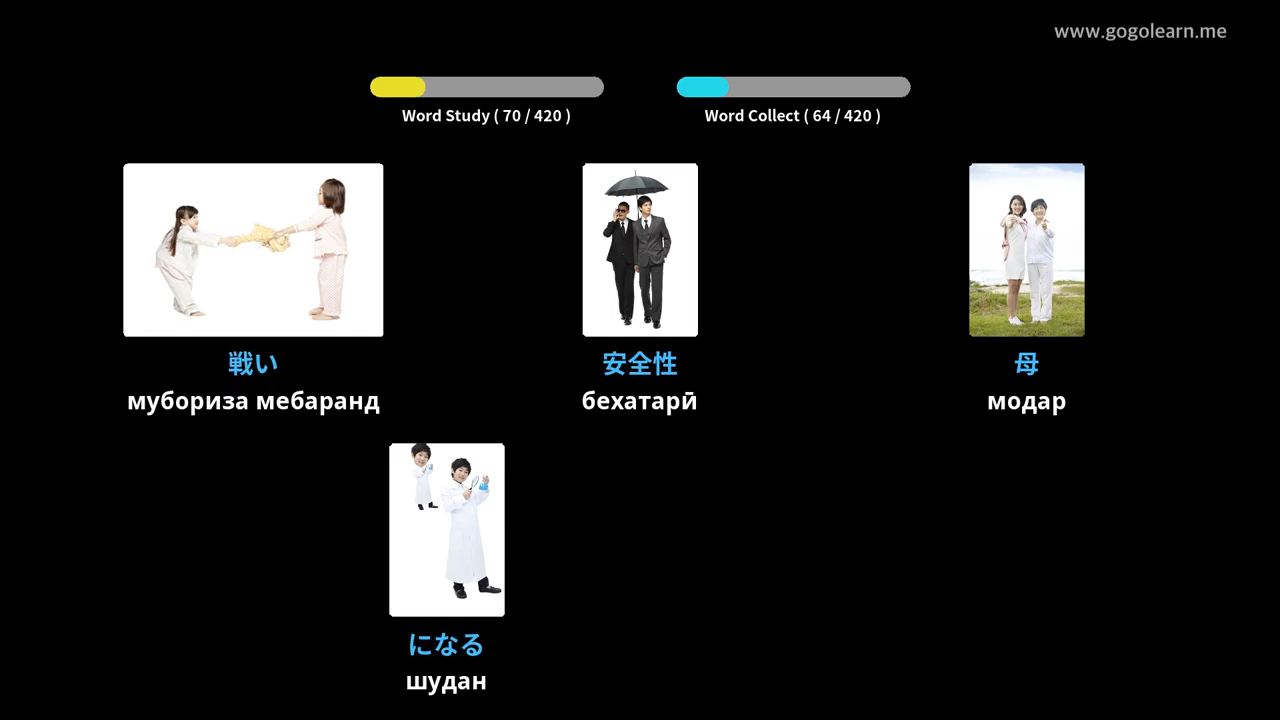 www.gogolearn.me
Word Study ( 70 / 420 )
Word Collect ( 64 / 420 )
戦い
мубориза мебаранд
安全性
бехатарӣ
母
модар
になる
шудан